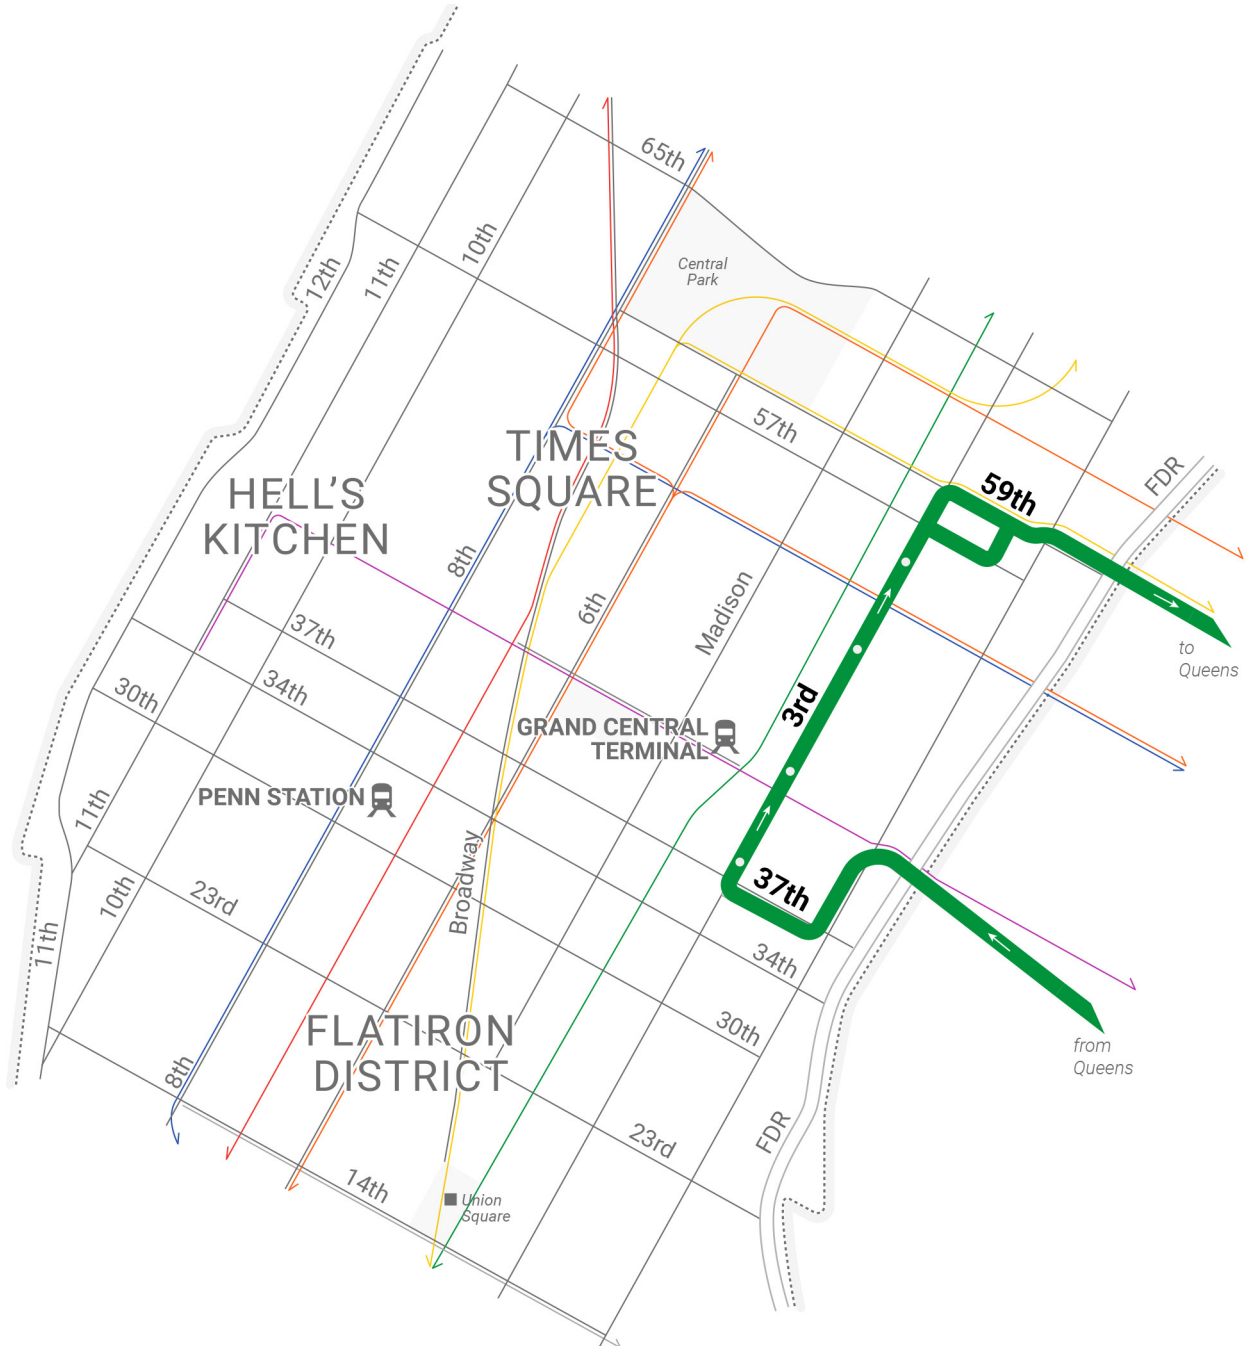 65th
Central
Park
10th
11th
12th
57th
TIMES
SQUARE
FDR
59th
HELL'S
KITCHEN
8th
6th
Madison
37th
34th
30th
3rd
to
Queens
GRAND CENTRAL
TERMINAL
PENN STATION
11th
10th
23rd
Broadway
37th
11th
34th
30th
FLATIRON
DISTRICT
from
Queens
8th
FDR
23rd
14th
Union
Square